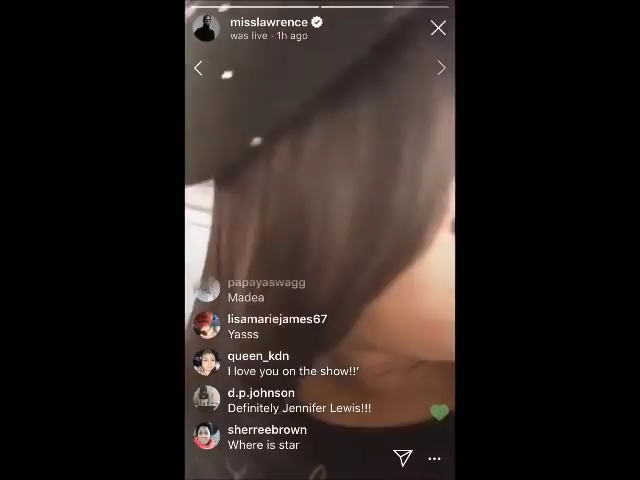 misslawrence
was live · 1h ago
papayaswagg
Madea
lisamariejames67
Yasss
queen_kdn
I love you on the show!!'
d.p.johnson
Definitely Jennifer Lewis!!!
sherreebrown
Where is star